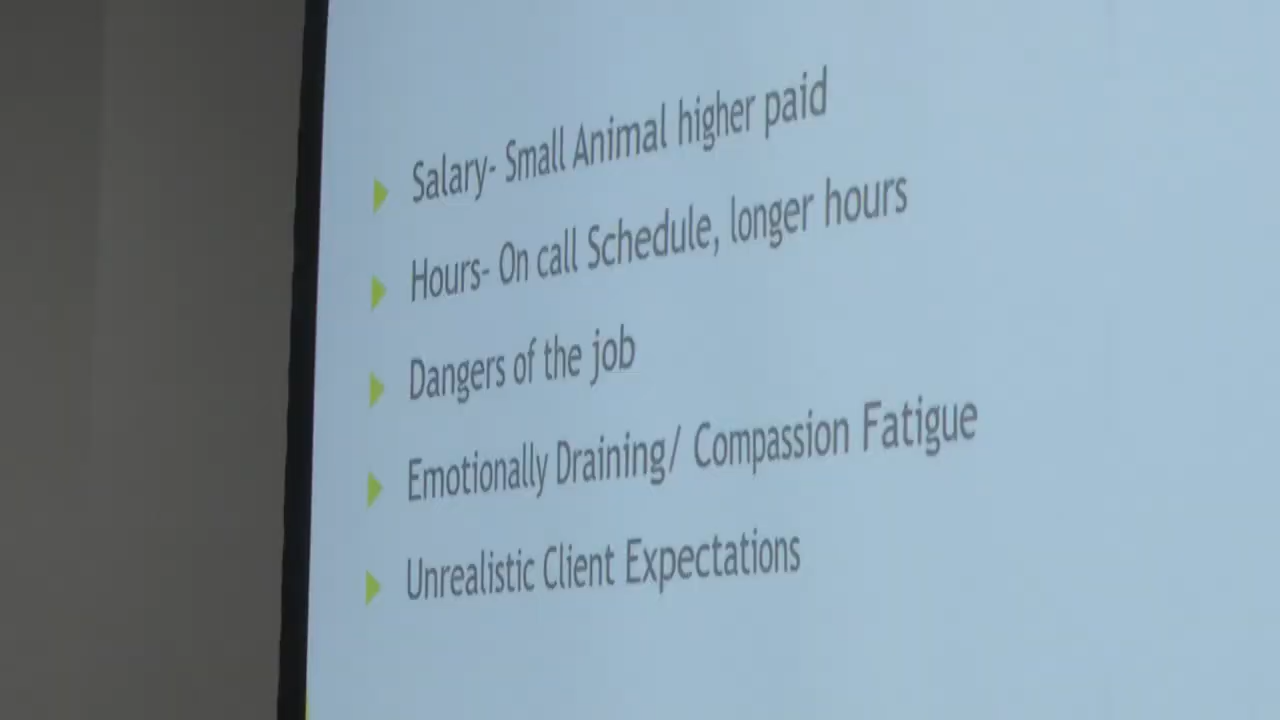 Salary- Small Animal higher paid
Hours- On call Schedule, longer hours
Dangers of the job
Emotionally Draining/ Compassion Fatigue
Unrealistic Client Expectations